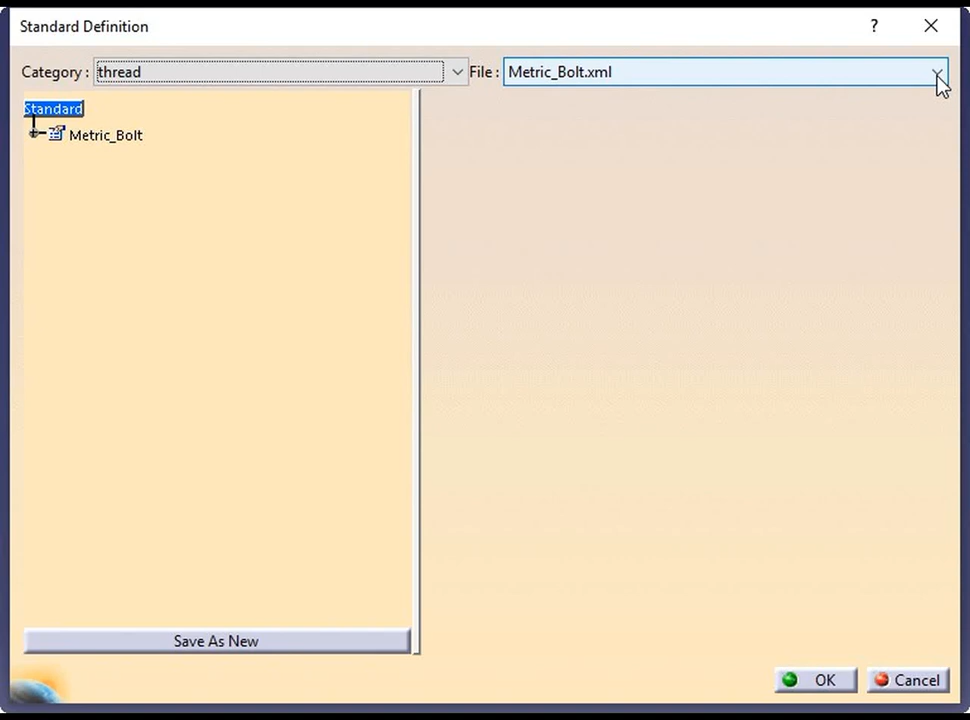 Standard Definition ?
Category : thread File : Metric_Bolt.xml
Standard
Metric_Bolt
Save As New
OK Cancel